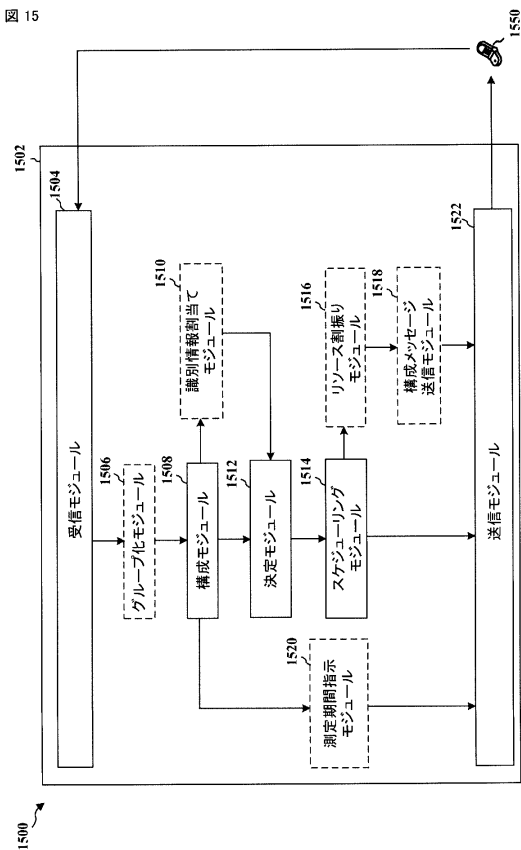 図 15
1500
1502
1504
受信モジュール
1506
グループ化モジュール
1508
構成モジュール
1510
識別情報割当て
モジュール
1512
決定モジュール
1514
スケジューリング
モジュール
1516
リソース割振り
モジュール
1518
構成メッセージ
送信モジュール
1520
測定期間指示
モジュール
1522
送信モジュール
1550